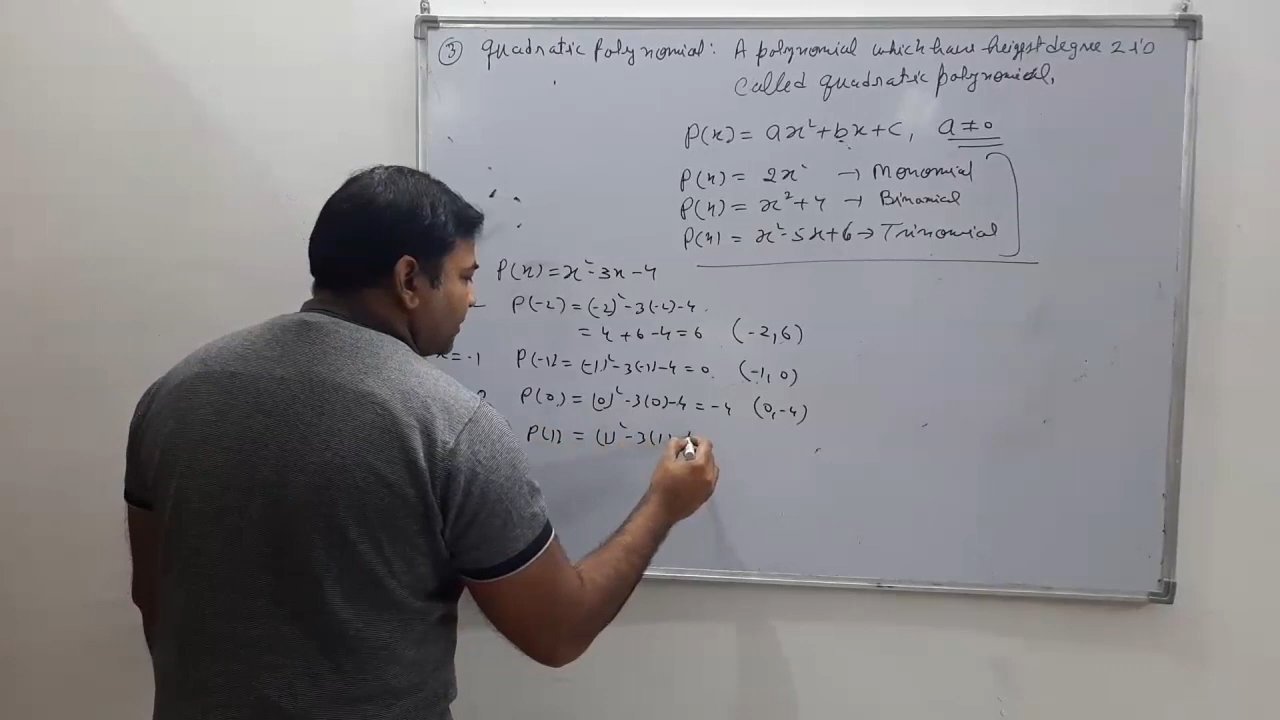 ③ Quadratic Polynomial: A polynomial which have heigest degree 2 is
called quadratic polynomial.
P(x) = ax²+bx+c, a≠0
P(x) = 2x² → Monomial
P(x) = x²+4 → Binomial
P(x) = x²-5x+6 → Trinomial
P(x) = x²-3x-4
P(-2) = (-2)²-3(-2)-4
= 4+6-4=6 (-2,6)
x=-1 P(-1)= (-1)²-3(-1)-4=0 (-1,0)
P(0) = (0)²-3(0)-4=-4 (0,-4)
P(1) = (1)²-3(1)